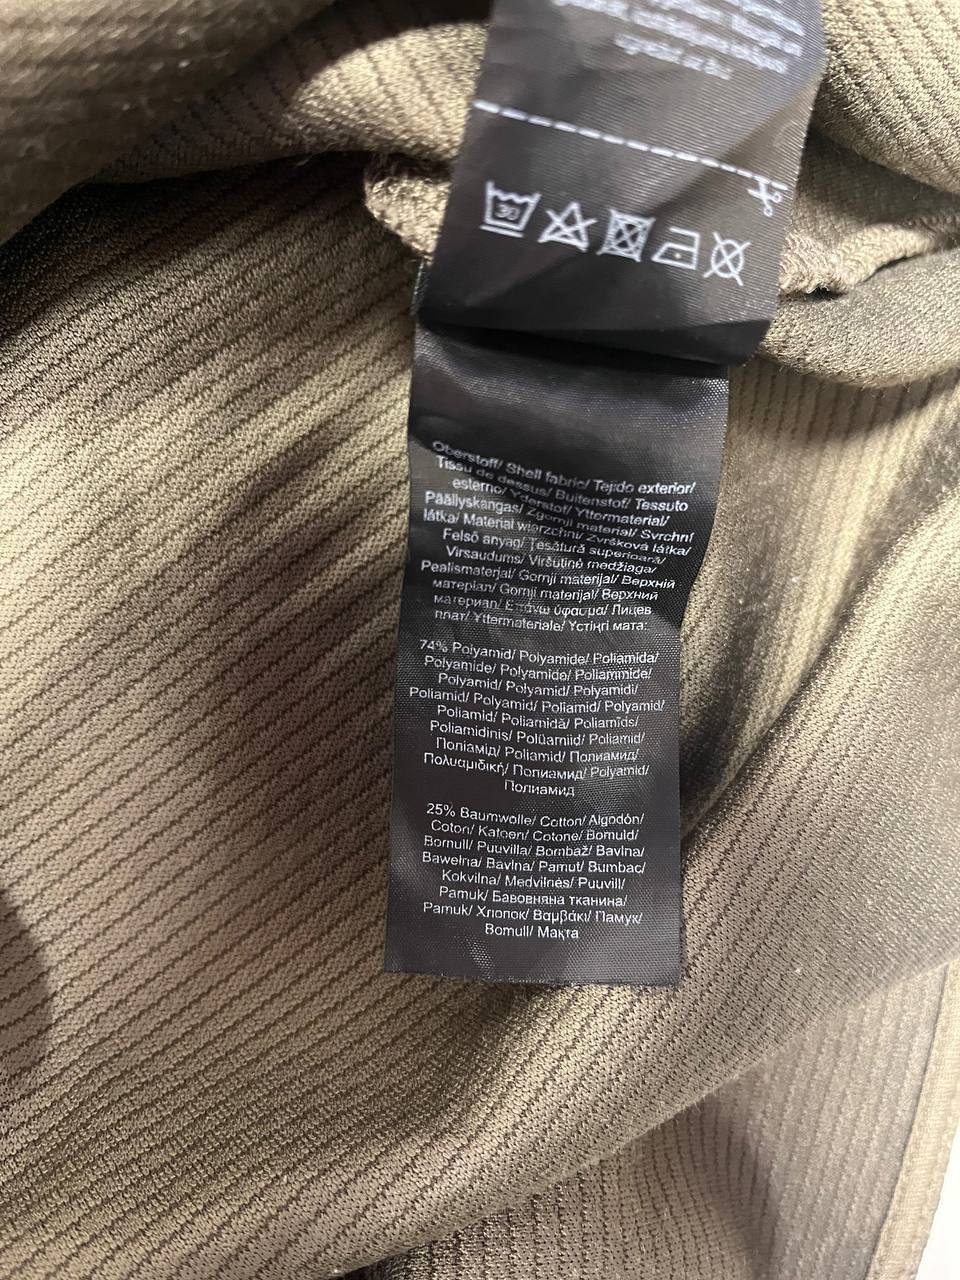 30
Oberstoff/ Shell fabric/ Tejido exterior/
Tissu de dessus/ Buitenstof/ Tessuto
esterno/ Yderstof/ Yttermaterial/
Päällyskangas/ Zgornji material/ Svrchní
látka/ Materiał wierzchni/ Zvršková látka/
Felső anyag/ Țesătură superioară/
Virsaudums/ Viršutinė medžiaga/
Pealismaterjal/ Gornji materijal/ Верхній
матеріал/ Gornji materijal/ Верхний
материал/ Επάνω ύφασμα/ Лицев
плат/ Yttermateriale/ Үстіңгі мата:
74% Polyamid/ Polyamide/ Poliamida/
Polyamide/ Polyamide/ Poliammide/
Polyamid/ Polyamid/ Polyamidi/
Poliamid/ Polyamid/ Poliamid/ Polyamid/
Poliamid/ Poliamidă/ Poliamīds/
Poliamidinis/ Polüamiid/ Poliamid/
Поліамід/ Poliamid/ Полиамид/
Πολυαμιδική/ Полиамид/ Polyamid/
Полиамид
25% Baumwolle/ Cotton/ Algodón/
Coton/ Katoen/ Cotone/ Bomuld/
Bomull/ Puuvilla/ Bombaž/ Bavlna/
Bawełna/ Bavlna/ Pamut/ Bumbac/
Kokvilna/ Medvilnės/ Puuvill/
Pamuk/ Бавовняна тканина/
Pamuk/ Хлопок/ Βαμβάκι/ Памук/
Bomull/ Мақта